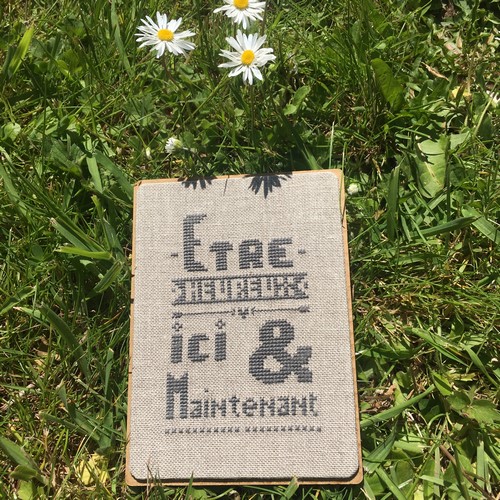 - Etre -
HEUREUX
ici &
Maintenant